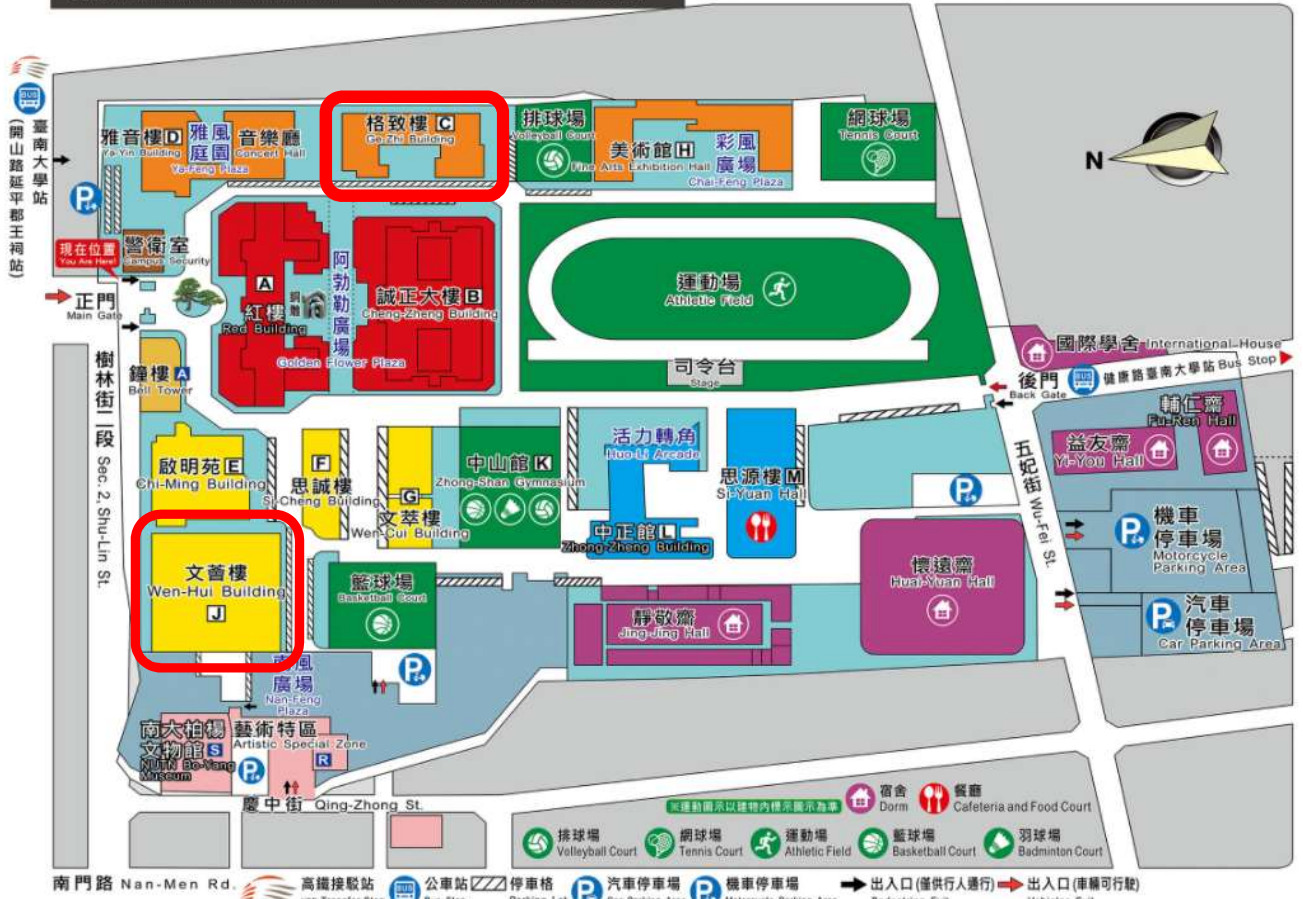 臺南大學站
(開山路延平郡王祠站)
BUS
雅音樓 D
Ya-Yin Building
雅風庭園
Ya-Feng Plaza
音樂廳
Concert Hall
格致樓 C
Ge Zhi Building
排球場
Volleyball Court
美術館 H
Fine Arts Exhibition Hall
彩風廣場
Chai-Feng Plaza
網球場
Tennis Court
N
P
現在位置
You Are Here!
警衛室
Campus Security
正門
Main Gate
A
紅樓
Red Building
阿勃勒廣場
Golden Flower Plaza
誠正大樓 B
Cheng-Zheng Building
運動場
Athletic Field
司令台
Stage
國際學舍 International House
後門
Back Gate
BUS
健康路臺南大學站 Bus Stop
樹林街二段 Sec. 2, Shu-Lin St.
鐘樓 A
Bell Tower
啟明苑 E
Chi-Ming Building
F
思誠樓
Si-Cheng Building
G
文萃樓
Wen-Cui Building
中山館 K
Zhong-Shan Gymnasium
活力轉角
Huo-Li Arcade
中正館 L
Zhong-Zheng Building
思源樓 M
Si-Yuan Hall
P
五妃街 Wu-Fei St.
輔仁齋
Fu-Ren Hall
益友齋
Yi-You Hall
P
機車停車場
Motorcycle Parking Area
P
汽車停車場
Car Parking Area
文薈樓
Wen-Hui Building
J
籃球場
Basketball Court
靜敬齋
Jing-Jing Hall
懷遠齋
Huai-Yuan Hall
P
南風廣場
Nan-Feng Plaza
南大柏楊文物館 S
NUTN Bo-Yang Museum
藝術特區
Artistic Special Zone
R
P
慶中街 Qing-Zhong St.
※運動圖示以建物內標示圖示為準
宿舍
Dorm
餐廳
Cafeteria and Food Court
排球場
Volleyball Court
網球場
Tennis Court
運動場
Athletic Field
籃球場
Basketball Court
羽球場
Badminton Court
南門路 Nan-Men Rd.
高鐵接駁站
BUS 公車站
停車格
P 汽車停車場
P 機車停車場
出入口(僅供行人通行)
出入口(車輛可行駛)